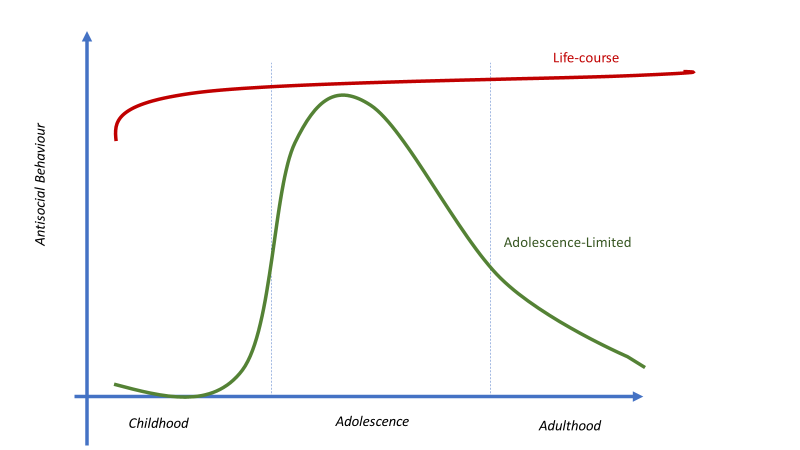 Life-course
Antisocial Behaviour
Adolescence-Limited
Childhood
Adolescence
Adulthood